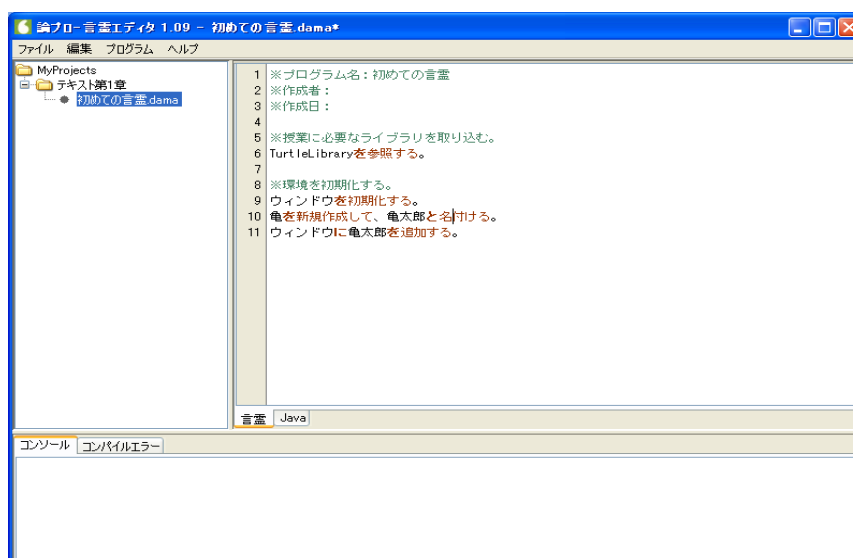 論プロ-言霊エディタ 1.09 - 初めての言霊.dama*
ファイル 編集 プログラム ヘルプ
MyProjects
テキスト第1章
初めての言霊.dama
1 ※プログラム名：初めての言霊
2 ※作成者：
3 ※作成日：
4
5 ※授業に必要なライブラリを取り込む。
6 TurtleLibraryを参照する。
7
8 ※環境を初期化する。
9 ウィンドウを初期化する。
10 亀を新規作成して、亀太郎と名付ける。
11 ウィンドウに亀太郎を追加する。
言霊 Java
コンソール コンパイルエラー